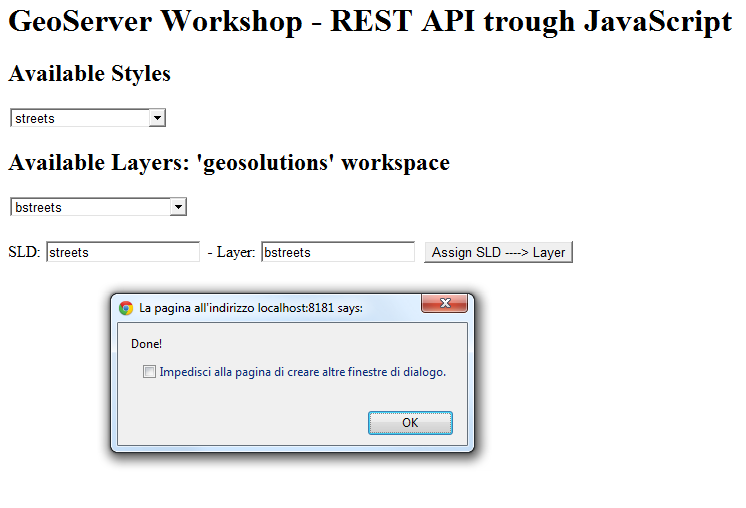 GeoServer Workshop - REST API trough JavaScript
Available Styles
streets
Available Layers: 'geosolutions' workspace
bstreets
SLD: streets - Layer: bstreets Assign SLD ----> Layer
La pagina all'indirizzo localhost:8181 says:
Done!
Impedisci alla pagina di creare altre finestre di dialogo.
OK